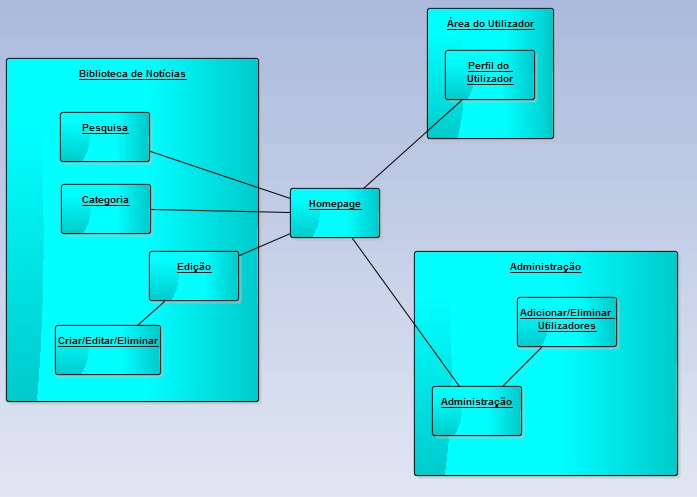 Área do Utilizador
Perfil do
Utilizador
Biblioteca de Notícias
Pesquisa
Categoria
Edição
Criar/Editar/Eliminar
Homepage
Administração
Adicionar/Eliminar
Utilizadores
Administração